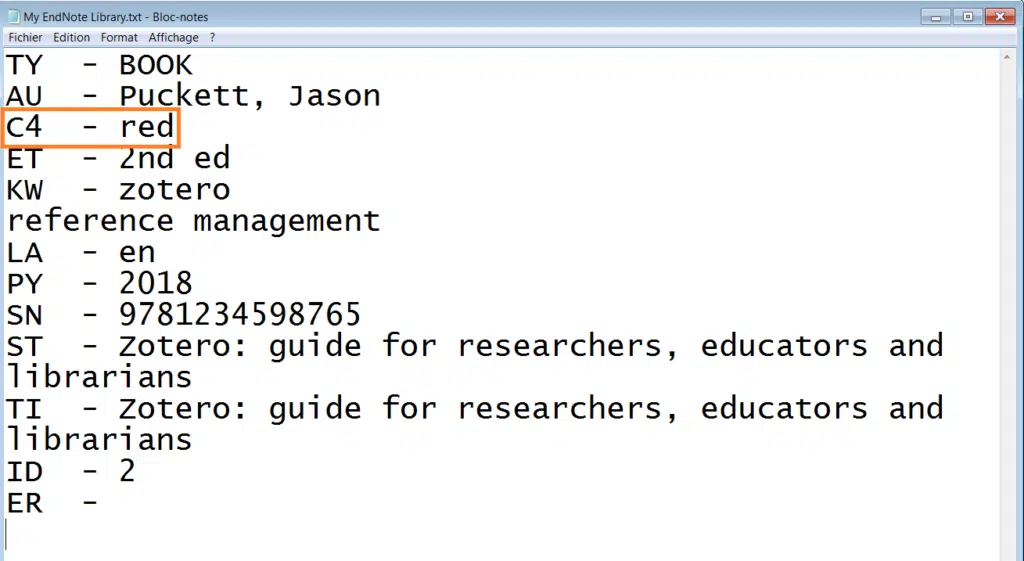 My EndNote Library.txt - Bloc-notes
Fichier Edition Format Affichage ?
TY - BOOK
AU - Puckett, Jason
C4 - red
ET - 2nd ed
KW - zotero
reference management
LA - en
PY - 2018
SN - 9781234598765
ST - Zotero: guide for researchers, educators and
librarians
TI - Zotero: guide for researchers, educators and
librarians
ID - 2
ER -